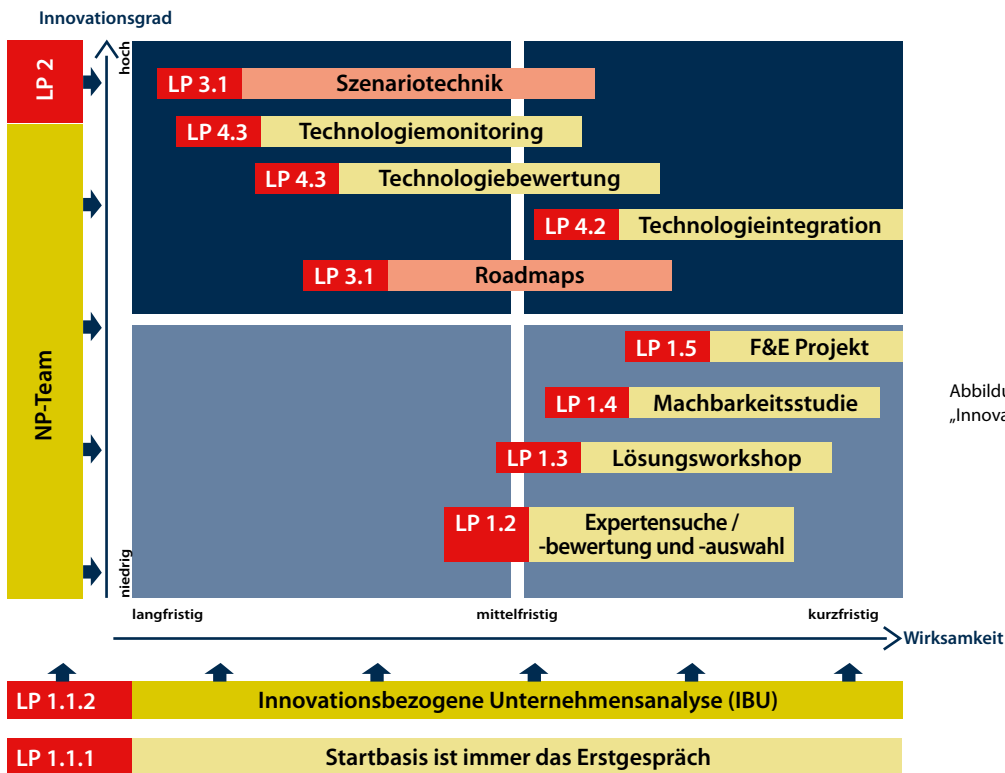 Innovationsgrad
LP 2
NP-Team
hoch
niedrig
LP 3.1 Szenariotechnik
LP 4.3 Technologiemonitoring
LP 4.3 Technologiebewertung
LP 4.2 Technologieintegration
LP 3.1 Roadmaps
LP 1.5 F&E Projekt
LP 1.4 Machbarkeitsstudie
LP 1.3 Lösungsworkshop
LP 1.2 Expertensuche /
-bewertung und -auswahl
langfristig mittelfristig kurzfristig
Wirksamkeit
LP 1.1.2 Innovationsbezogene Unternehmensanalyse (IBU)
LP 1.1.1 Startbasis ist immer das Erstgespräch